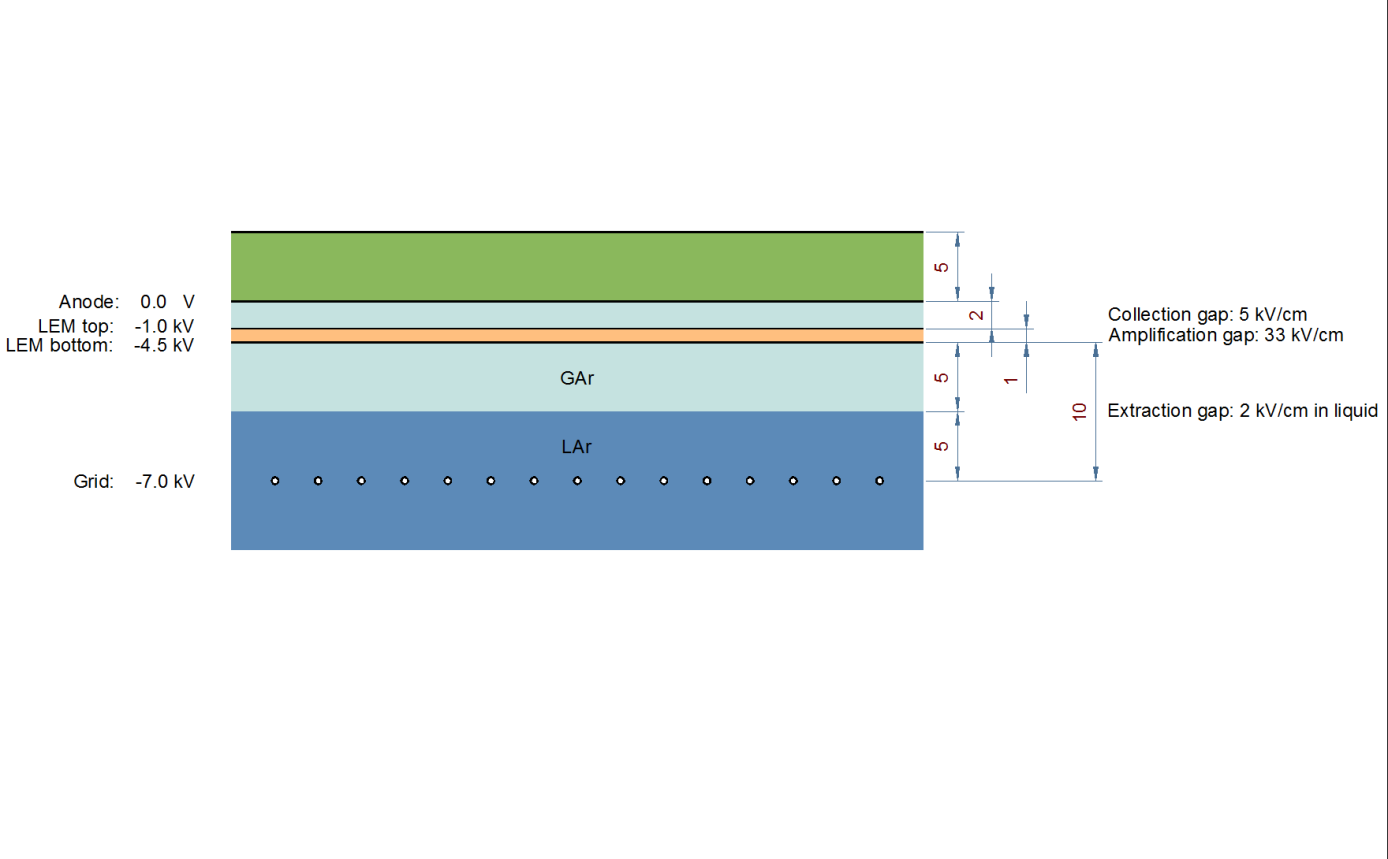 5
Anode: 0.0 V
2
Collection gap: 5 kV/cm
LEM top: -1.0 kV
Amplification gap: 33 kV/cm
LEM bottom: -4.5 kV
GAr
5
1
10
Extraction gap: 2 kV/cm in liquid
LAr
5
Grid: -7.0 kV